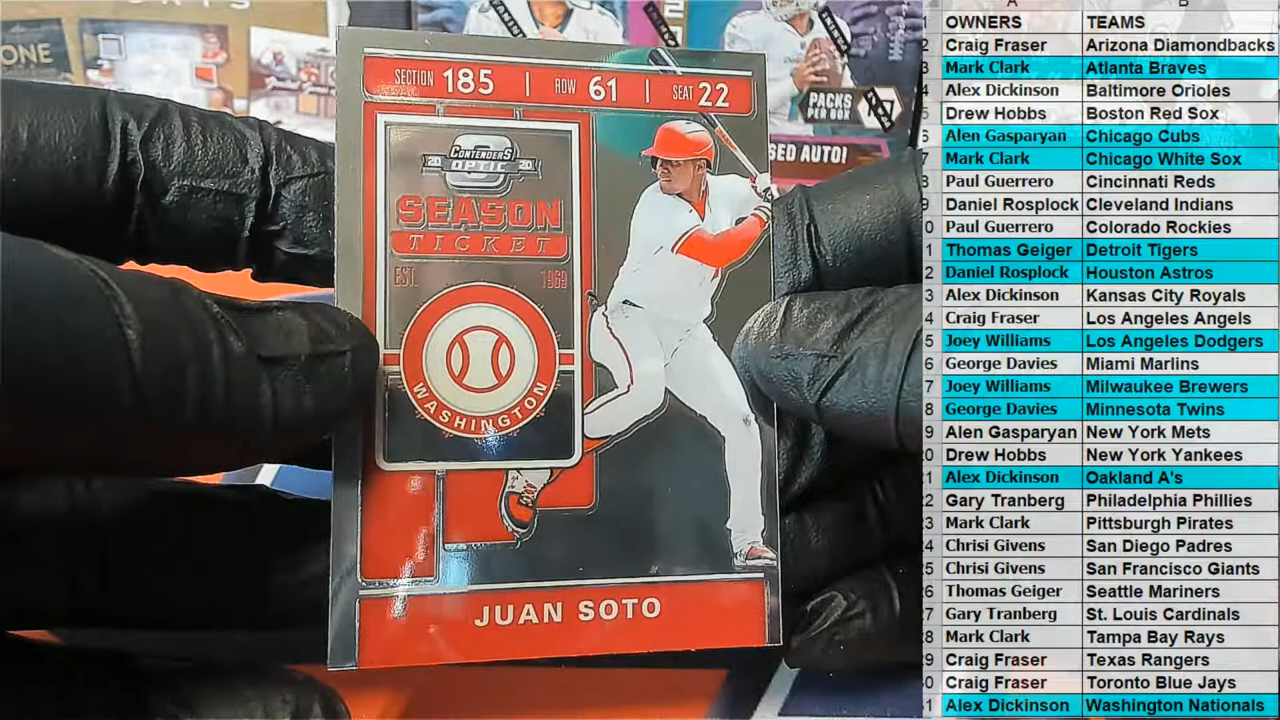 ONE
PACKS
PER BOX
SED AUTO!
SECTION 185 | ROW 61 | SEAT 22
CONTENDERS
20 OPTIC 20
SEASON
TICKET
EST. 1969
WASHINGTON
JUAN SOTO
A B
OWNERS TEAMS
Craig Fraser Arizona Diamondbacks
Mark Clark Atlanta Braves
Alex Dickinson Baltimore Orioles
Drew Hobbs Boston Red Sox
Alen Gasparyan Chicago Cubs
Mark Clark Chicago White Sox
Paul Guerrero Cincinnati Reds
Daniel Rosplock Cleveland Indians
Paul Guerrero Colorado Rockies
Thomas Geiger Detroit Tigers
Daniel Rosplock Houston Astros
Alex Dickinson Kansas City Royals
Craig Fraser Los Angeles Angels
Joey Williams Los Angeles Dodgers
George Davies Miami Marlins
Joey Williams Milwaukee Brewers
George Davies Minnesota Twins
Alen Gasparyan New York Mets
Drew Hobbs New York Yankees
Alex Dickinson Oakland A's
Gary Tranberg Philadelphia Phillies
Mark Clark Pittsburgh Pirates
Chrisi Givens San Diego Padres
Chrisi Givens San Francisco Giants
Thomas Geiger Seattle Mariners
Gary Tranberg St. Louis Cardinals
Mark Clark Tampa Bay Rays
Craig Fraser Texas Rangers
Craig Fraser Toronto Blue Jays
Alex Dickinson Washington Nationals